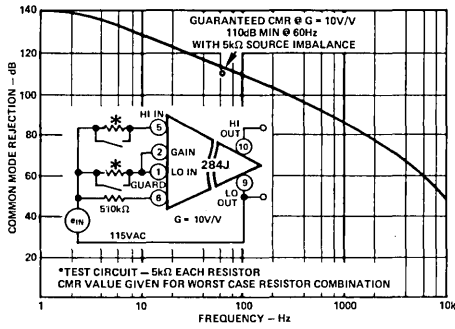 140
120
100
80
60
40
20
COMMON MODE REJECTION – dB
GUARANTEED CMR @ G = 10V/V
110dB MIN @ 60Hz
WITH 5kΩ SOURCE IMBALANCE
*
HI IN
5
2
GAIN
*
1
LO IN
GUARD
6
510kΩ
284J
HI
OUT
10
9
LO
OUT
G = 10V/V
eIN
115VAC
*TEST CIRCUIT – 5kΩ EACH RESISTOR
CMR VALUE GIVEN FOR WORST CASE RESISTOR COMBINATION
1
10
100
1000
10k
FREQUENCY – Hz